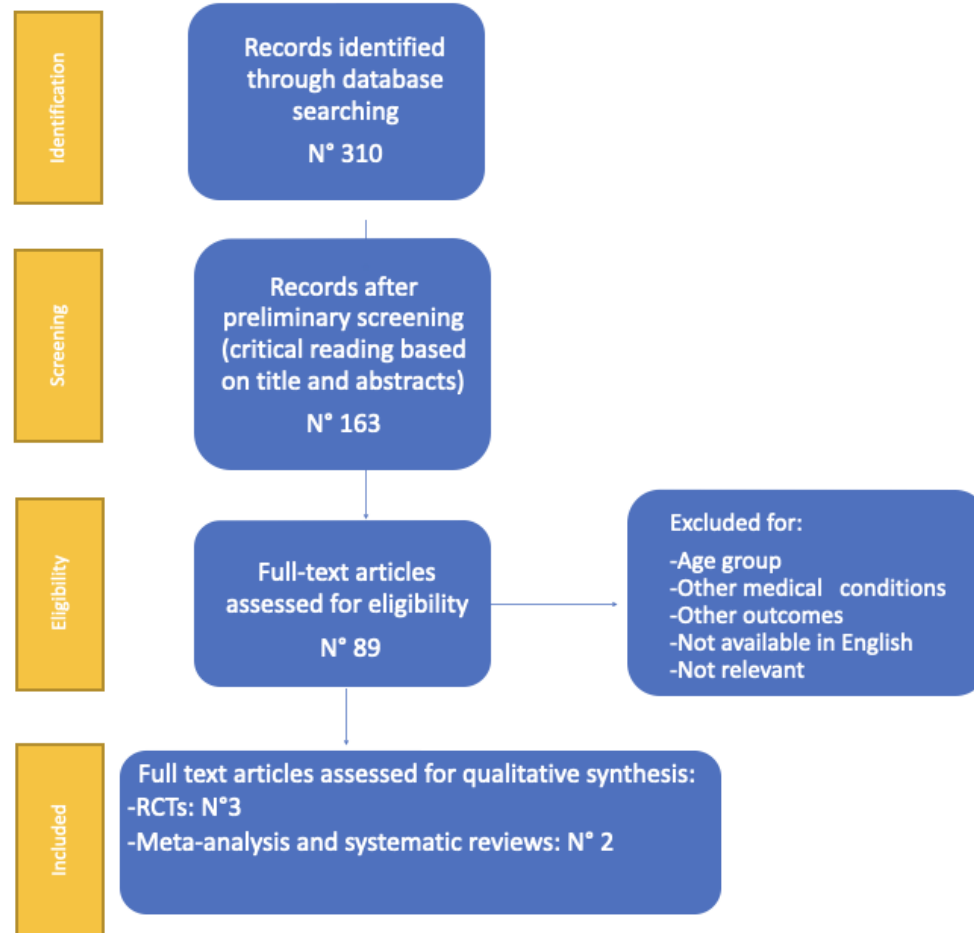 Identification
Records identified
through database
searching
N° 310
Screening
Records after
preliminary screening
(critical reading based
on title and abstracts)
N° 163
Eligibility
Full-text articles
assessed for eligibility
N° 89
Excluded for:
-Age group
-Other medical conditions
-Other outcomes
-Not available in English
-Not relevant
Included
Full text articles assessed for qualitative synthesis:
-RCTs: N°3
-Meta-analysis and systematic reviews: N° 2